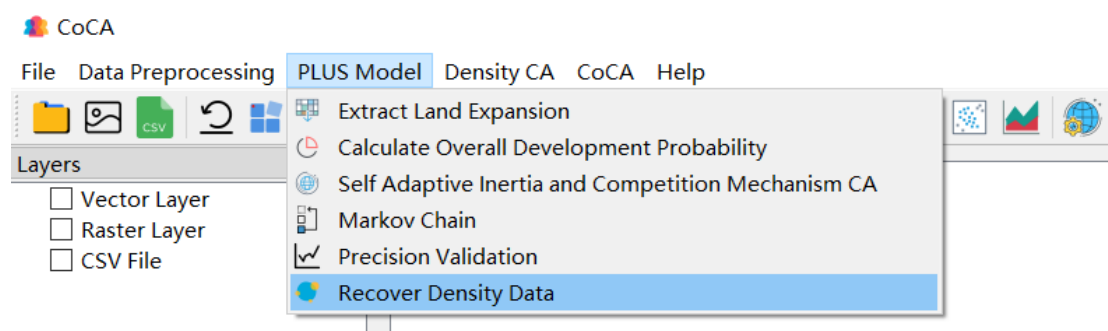 CoCA
File Data Preprocessing PLUS Model Density CA CoCA Help
csv
Extract Land Expansion
Calculate Overall Development Probability
Layers
Self Adaptive Inertia and Competition Mechanism CA
Vector Layer
Markov Chain
Raster Layer
Precision Validation
CSV File
Recover Density Data